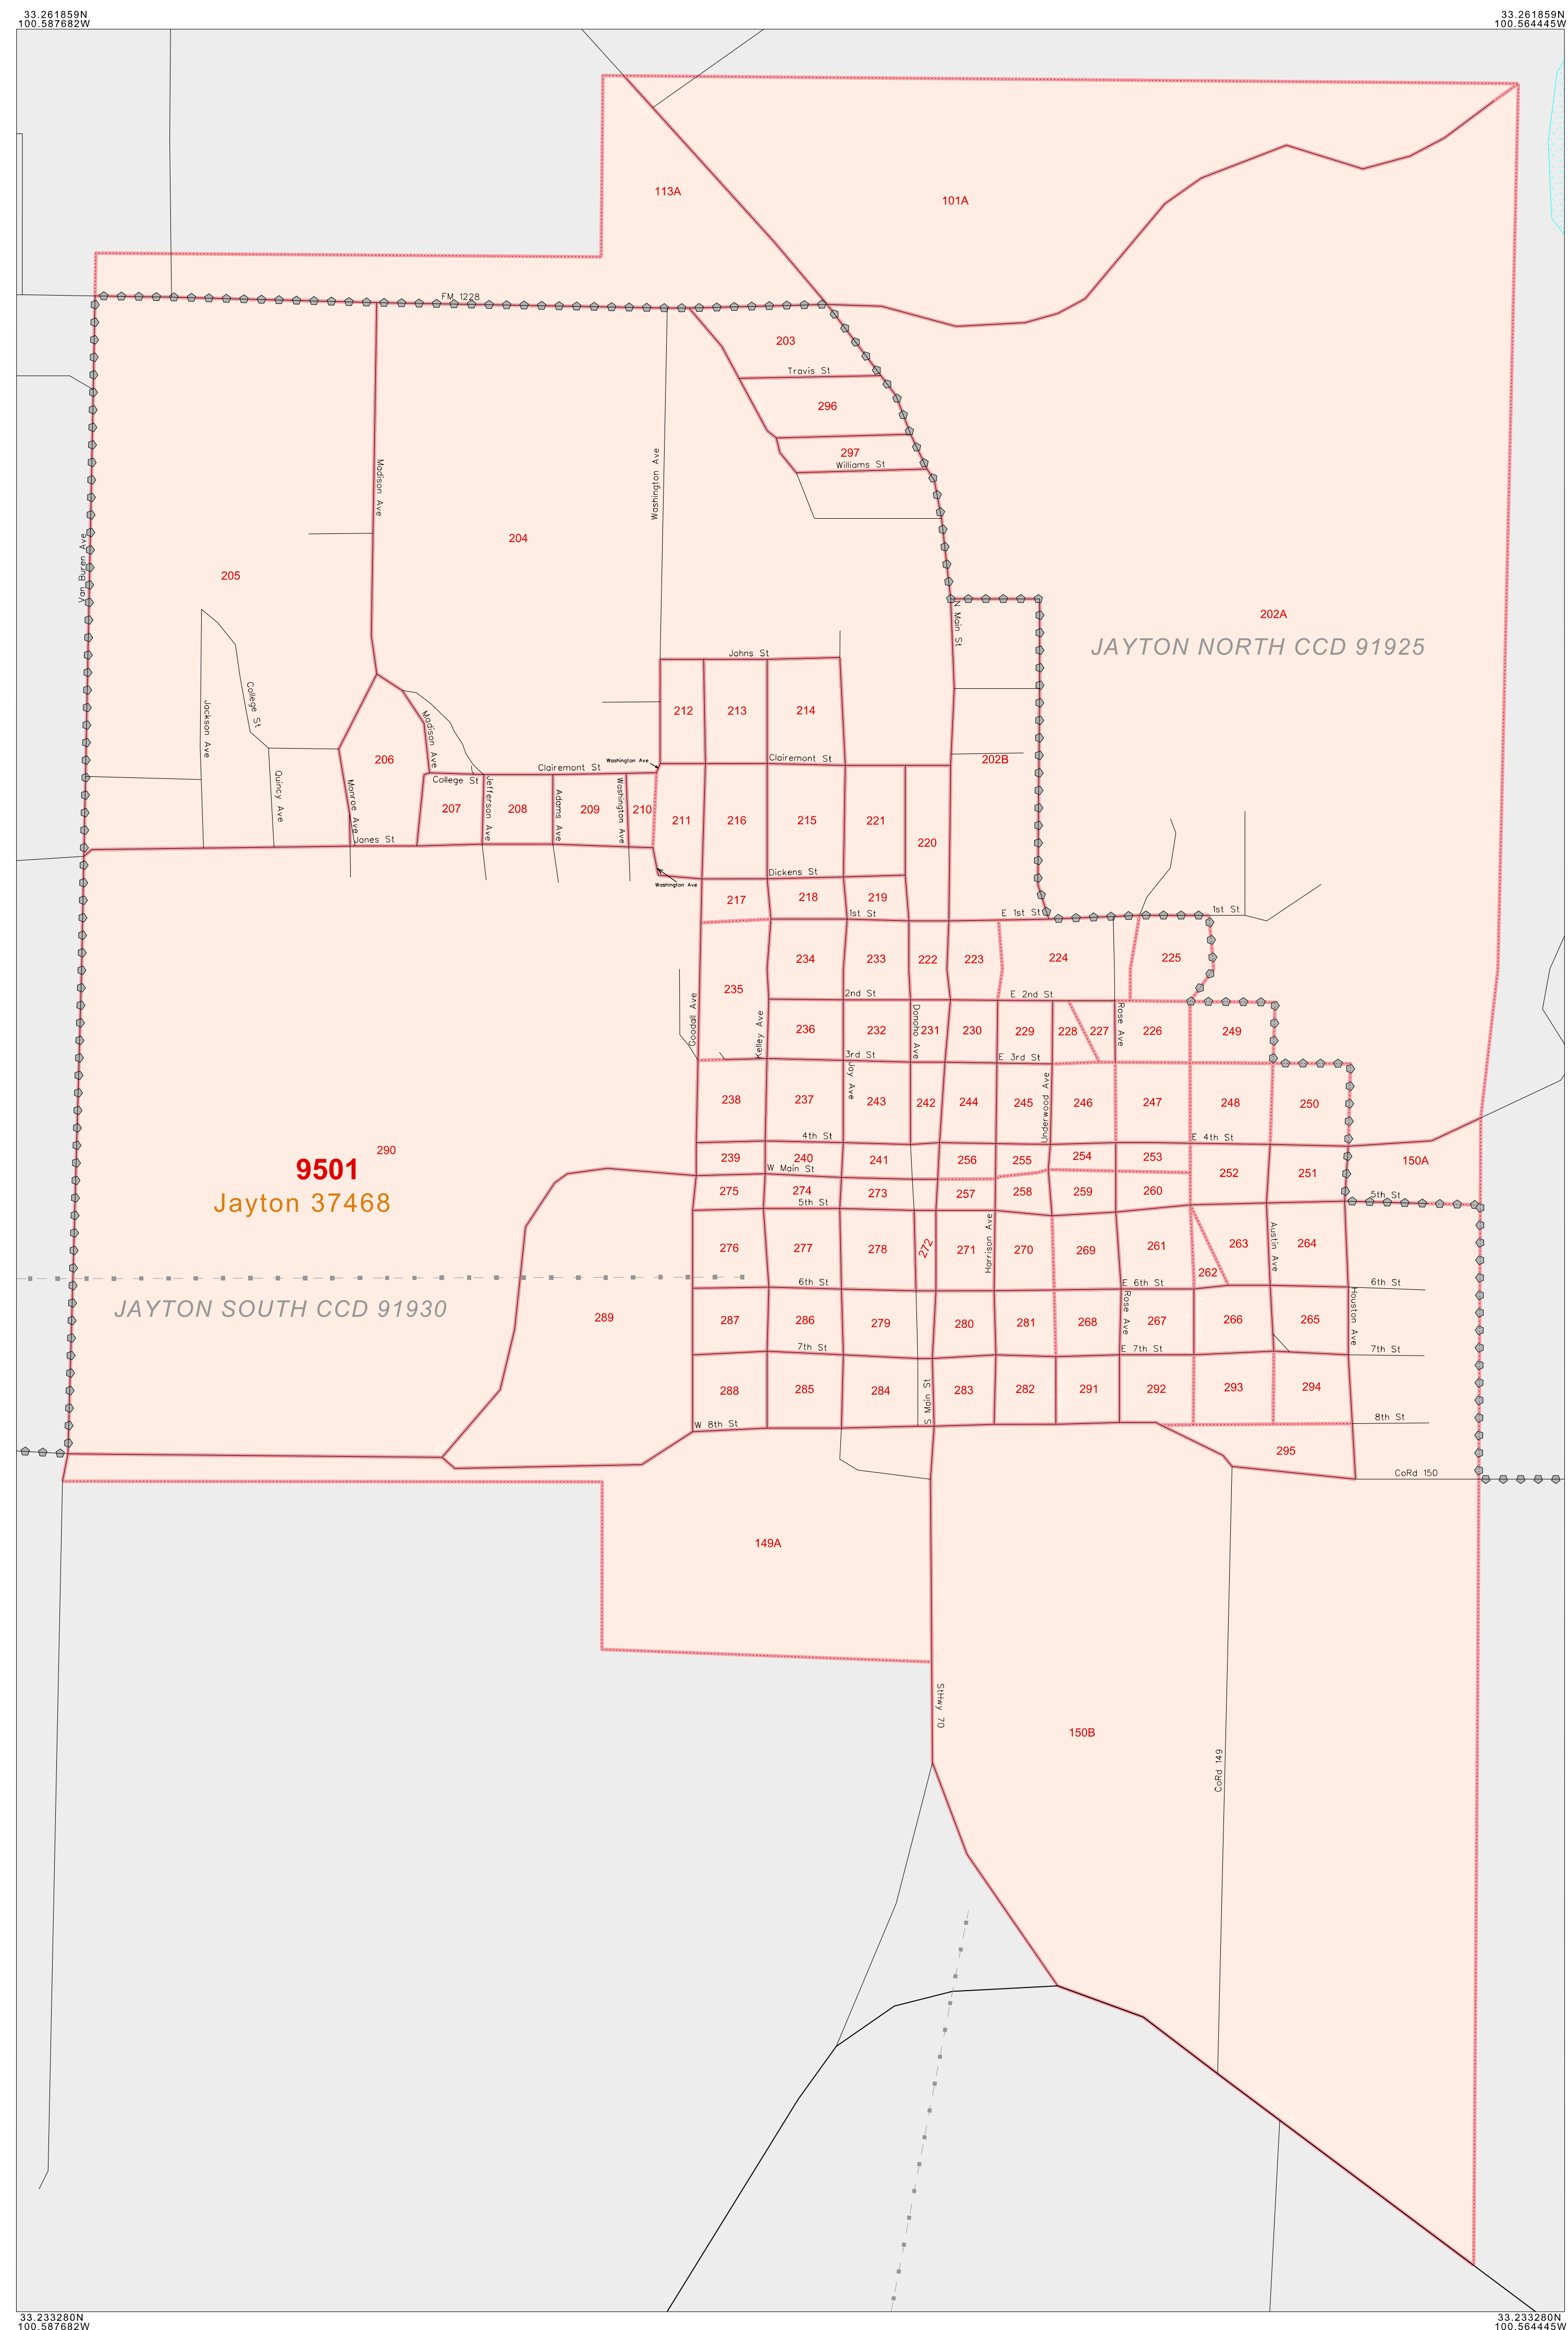 33.261859N
100.587682W
33.261859N
100.564445W
113A
101A
FM 1228
203
Travis St
296
297
Williams St
Madison Ave
Washington Ave
204
205
Van Buren Ave
N Main St
202A
JAYTON NORTH CCD 91925
Johns St
212
213
214
Jackson Ave
College St
Madison Ave
206
Clairemont St
Washington Ave
Clairemont St
202B
Quincy Ave
Monroe Ave
College St
207
Jefferson Ave
208
Adams Ave
209
Washington Ave
210
211
216
215
221
220
Jones St
Dickens St
Washington Ave
217
218
219
1st St
E 1st St
1st St
234
233
222
223
224
225
235
2nd St
E 2nd St
Goodall Ave
Kelley Ave
236
232
Donoho Ave
231
230
229
228
227
Rose Ave
226
249
3rd St
E 3rd St
238
237
Jay Ave
243
242
244
245
Underwood Ave
246
247
248
250
4th St
E 4th St
290
239
240
241
256
255
254
253
252
251
150A
9501
W Main St
Jayton 37468
275
274
273
257
258
259
260
5th St
5th St
276
277
278
272
271
Harrison Ave
270
269
261
262
263
Austin Ave
264
6th St
E 6th St
6th St
JAYTON SOUTH CCD 91930
289
287
286
279
280
281
268
Rose Ave
267
266
265
Houston Ave
7th St
E 7th St
7th St
288
285
284
S Main St
283
282
291
292
293
294
W 8th St
8th St
295
CoRd 150
149A
StHwy 70
150B
CoRd 149
33.233280N
100.587682W
33.233280N
100.564445W